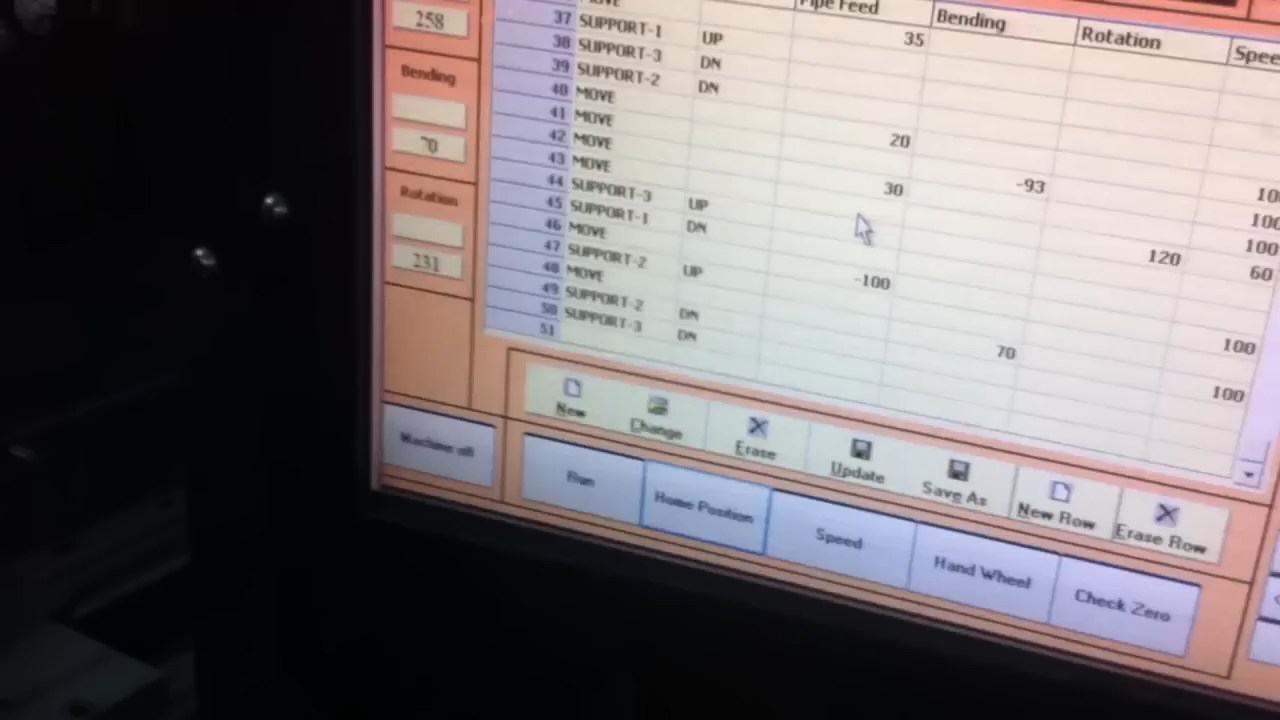 Pipe Feed Bending Rotation Spee
258
MOVE 35
37 SUPPORT-1 UP
38 SUPPORT-3 DN
39 SUPPORT-2 DN
40 MOVE 20 10
41 MOVE -93 100
42 MOVE 30 100
43 MOVE 120 60
44 SUPPORT-3 UP
45 SUPPORT-1 DN
46 MOVE -100 100
47 SUPPORT-2 UP
48 MOVE 70 100
49 SUPPORT-2 DN
50 SUPPORT-3 DN
51
Bending
70
Rotation
231
New Change Erase Update Save As New Row Erase Row
Machine off Run Home Position Speed Hand Wheel Check Zero